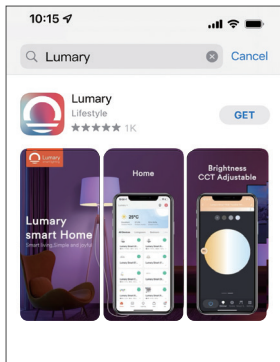 10:15
Lumary
Cancel
Lumary
Lifestyle
1K
GET
Lumary
Lumary
smart Home
Smart living, Simple and joyful
Home
25°C
Brightness
CCT Adjustable